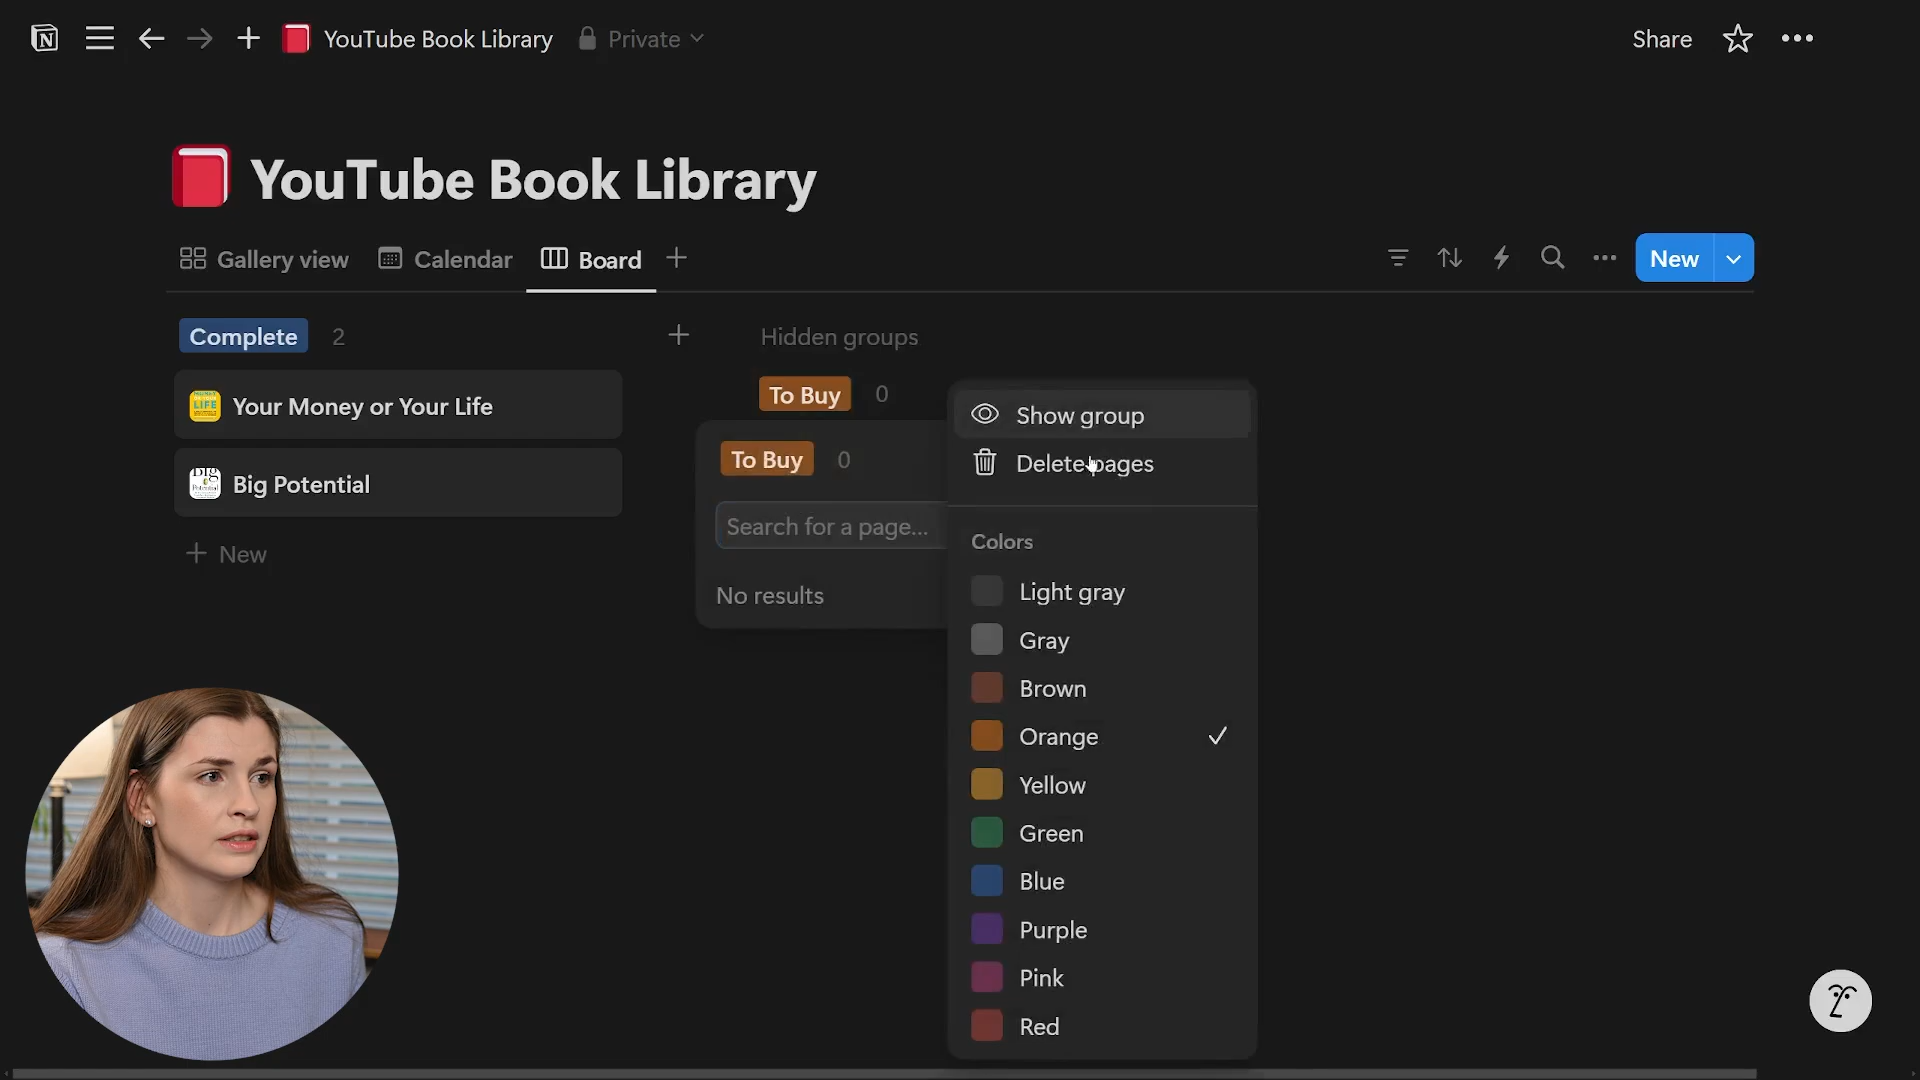 YouTube Book Library
Private
Share
YouTube Book Library
Gallery view
Calendar
Board
New
Complete 2
Hidden groups
Your Money or Your Life
Big Potential
New
To Buy 0
To Buy 0
Search for a page...
No results
Show group
Delete pages
Colors
Light gray
Gray
Brown
Orange
Yellow
Green
Blue
Purple
Pink
Red